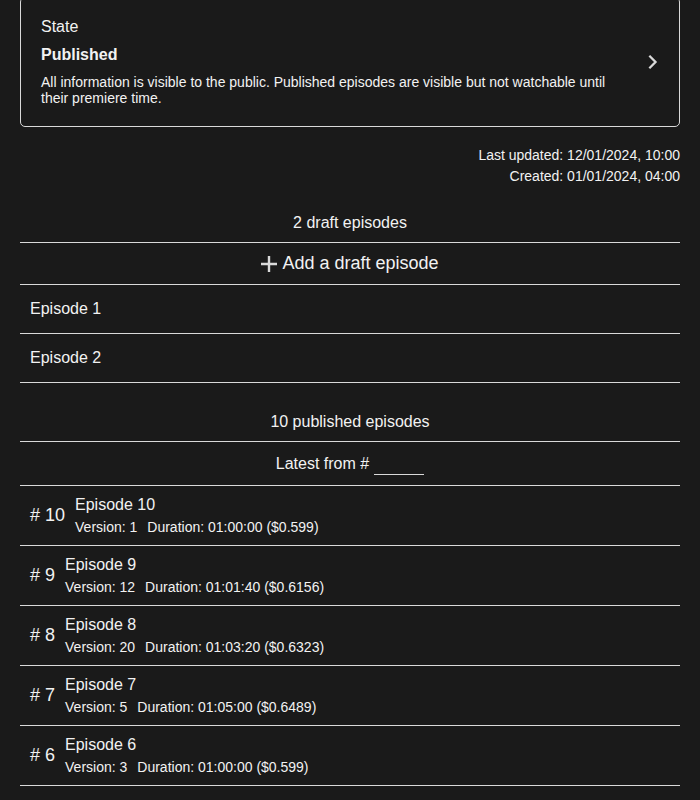 State
Published
All information is visible to the public. Published episodes are visible but not watchable until
their premiere time.
Last updated: 12/01/2024, 10:00
Created: 01/01/2024, 04:00
2 draft episodes
Add a draft episode
Episode 1
Episode 2
10 published episodes
Latest from #
# 10
Episode 10
Version: 1 Duration: 01:00:00 ($0.599)
# 9
Episode 9
Version: 12 Duration: 01:01:40 ($0.6156)
# 8
Episode 8
Version: 20 Duration: 01:03:20 ($0.6323)
# 7
Episode 7
Version: 5 Duration: 01:05:00 ($0.6489)
# 6
Episode 6
Version: 3 Duration: 01:00:00 ($0.599)